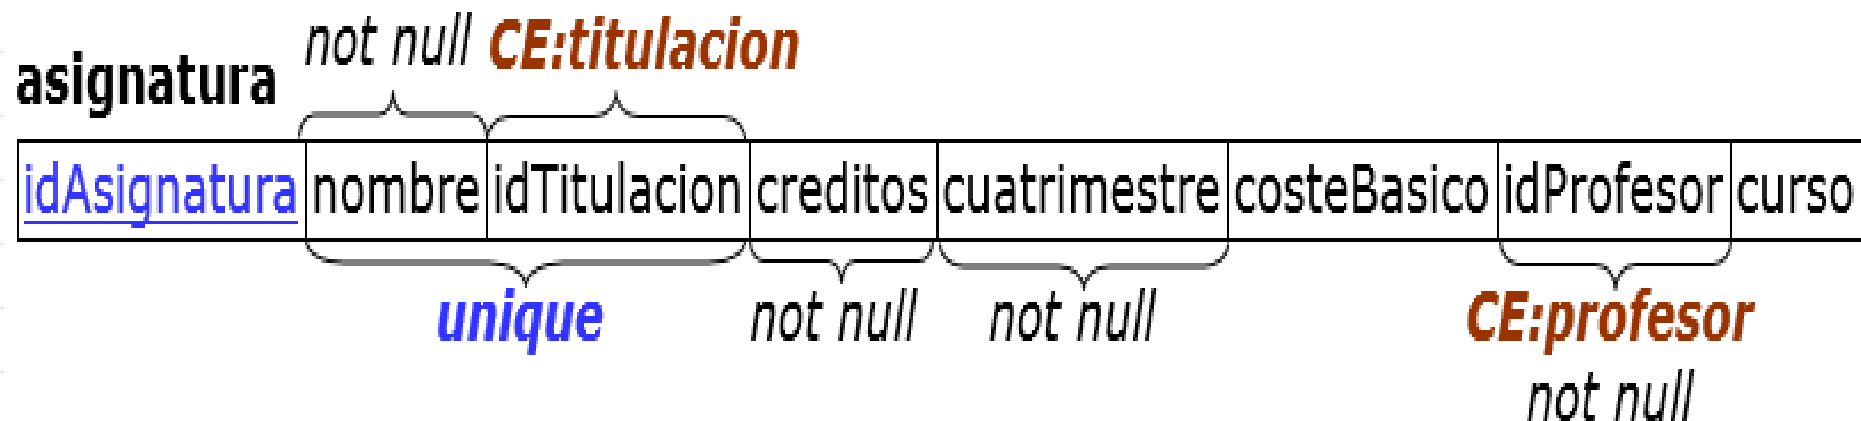 not null CE:titulacion
asignatura
idAsignatura nombre idTitulacion creditos cuatrimestre costeBasico idProfesor curso
unique not null not null CE:profesor
not null